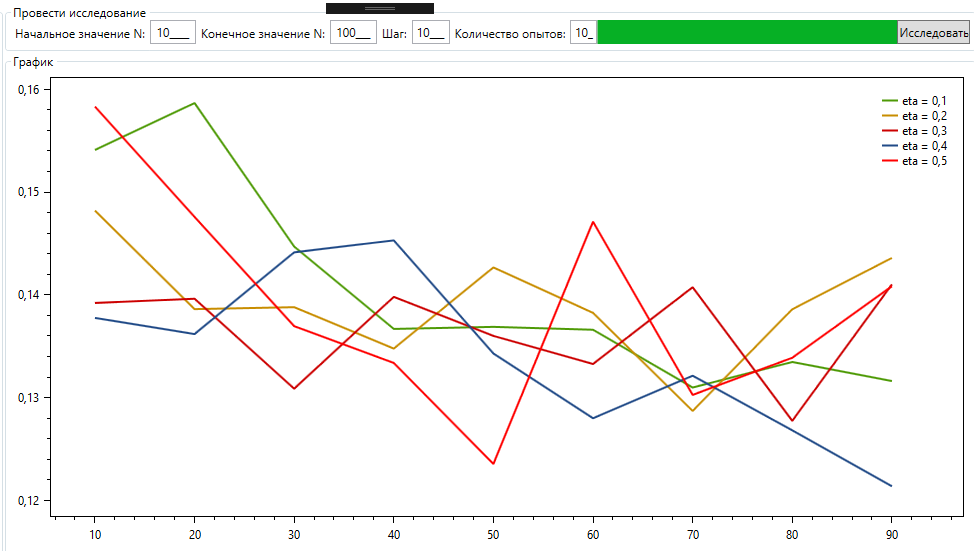 Провести исследование
Начальное значение N: 10___ Конечное значение N: 100___ Шаг: 10___ Количество опытов: 10_ Исследовать
График
0,16
0,15
0,14
0,13
0,12
eta = 0,1
eta = 0,2
eta = 0,3
eta = 0,4
eta = 0,5
10 20 30 40 50 60 70 80 90